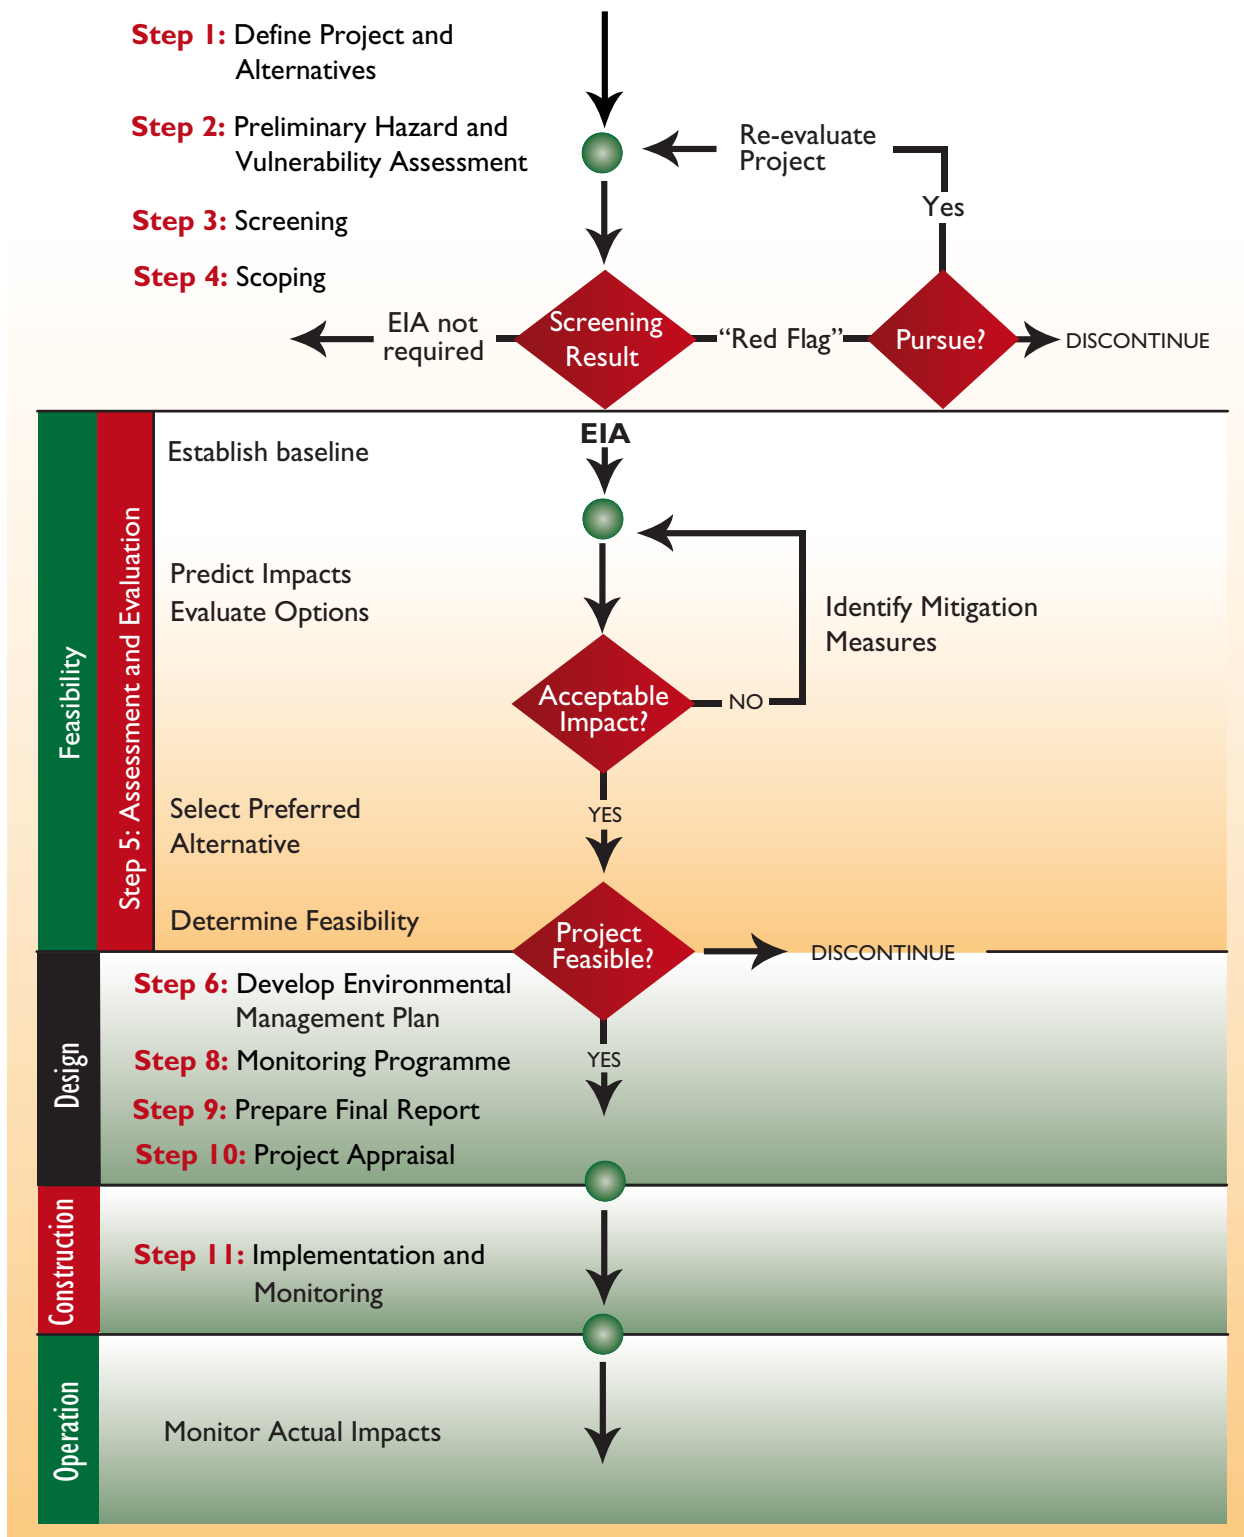 Step 1: Define Project and
Alternatives
Step 2: Preliminary Hazard and
Vulnerability Assessment
Re-evaluate
Project
Yes
Step 3: Screening
Step 4: Scoping
EIA not
required
Screening
Result
“Red Flag”
Pursue?
DISCONTINUE
Feasibility
Step 5: Assessment and Evaluation
Establish baseline
EIA
Predict Impacts
Evaluate Options
Identify Mitigation
Measures
Acceptable
Impact?
NO
Select Preferred
Alternative
YES
Determine Feasibility
Project
Feasible?
DISCONTINUE
Design
Step 6: Develop Environmental
Management Plan
Step 8: Monitoring Programme
YES
Step 9: Prepare Final Report
Step 10: Project Appraisal
Construction
Step 11: Implementation and
Monitoring
Operation
Monitor Actual Impacts